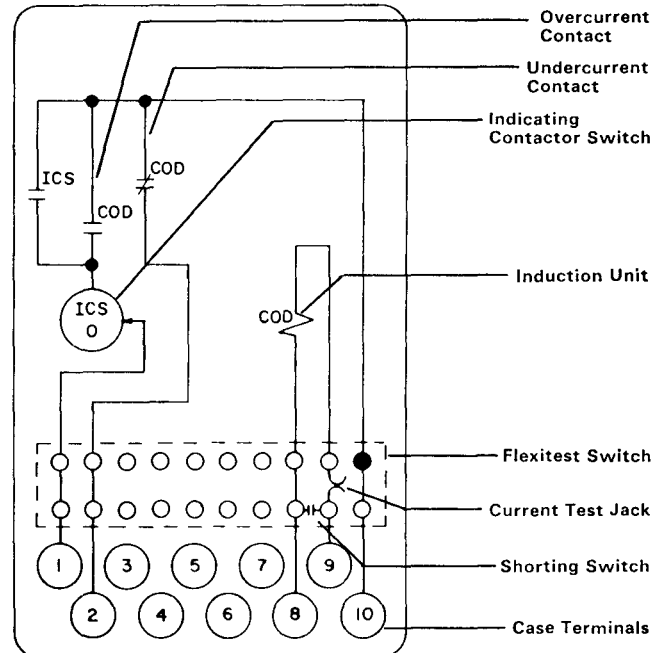 Overcurrent
Contact
Undercurrent
Contact
Indicating
Contactor Switch
ICS
COD
COD
ICS
0
COD
Induction Unit
Flexitest Switch
Current Test Jack
Shorting Switch
1
3
5
7
9
2
4
6
8
10
Case Terminals